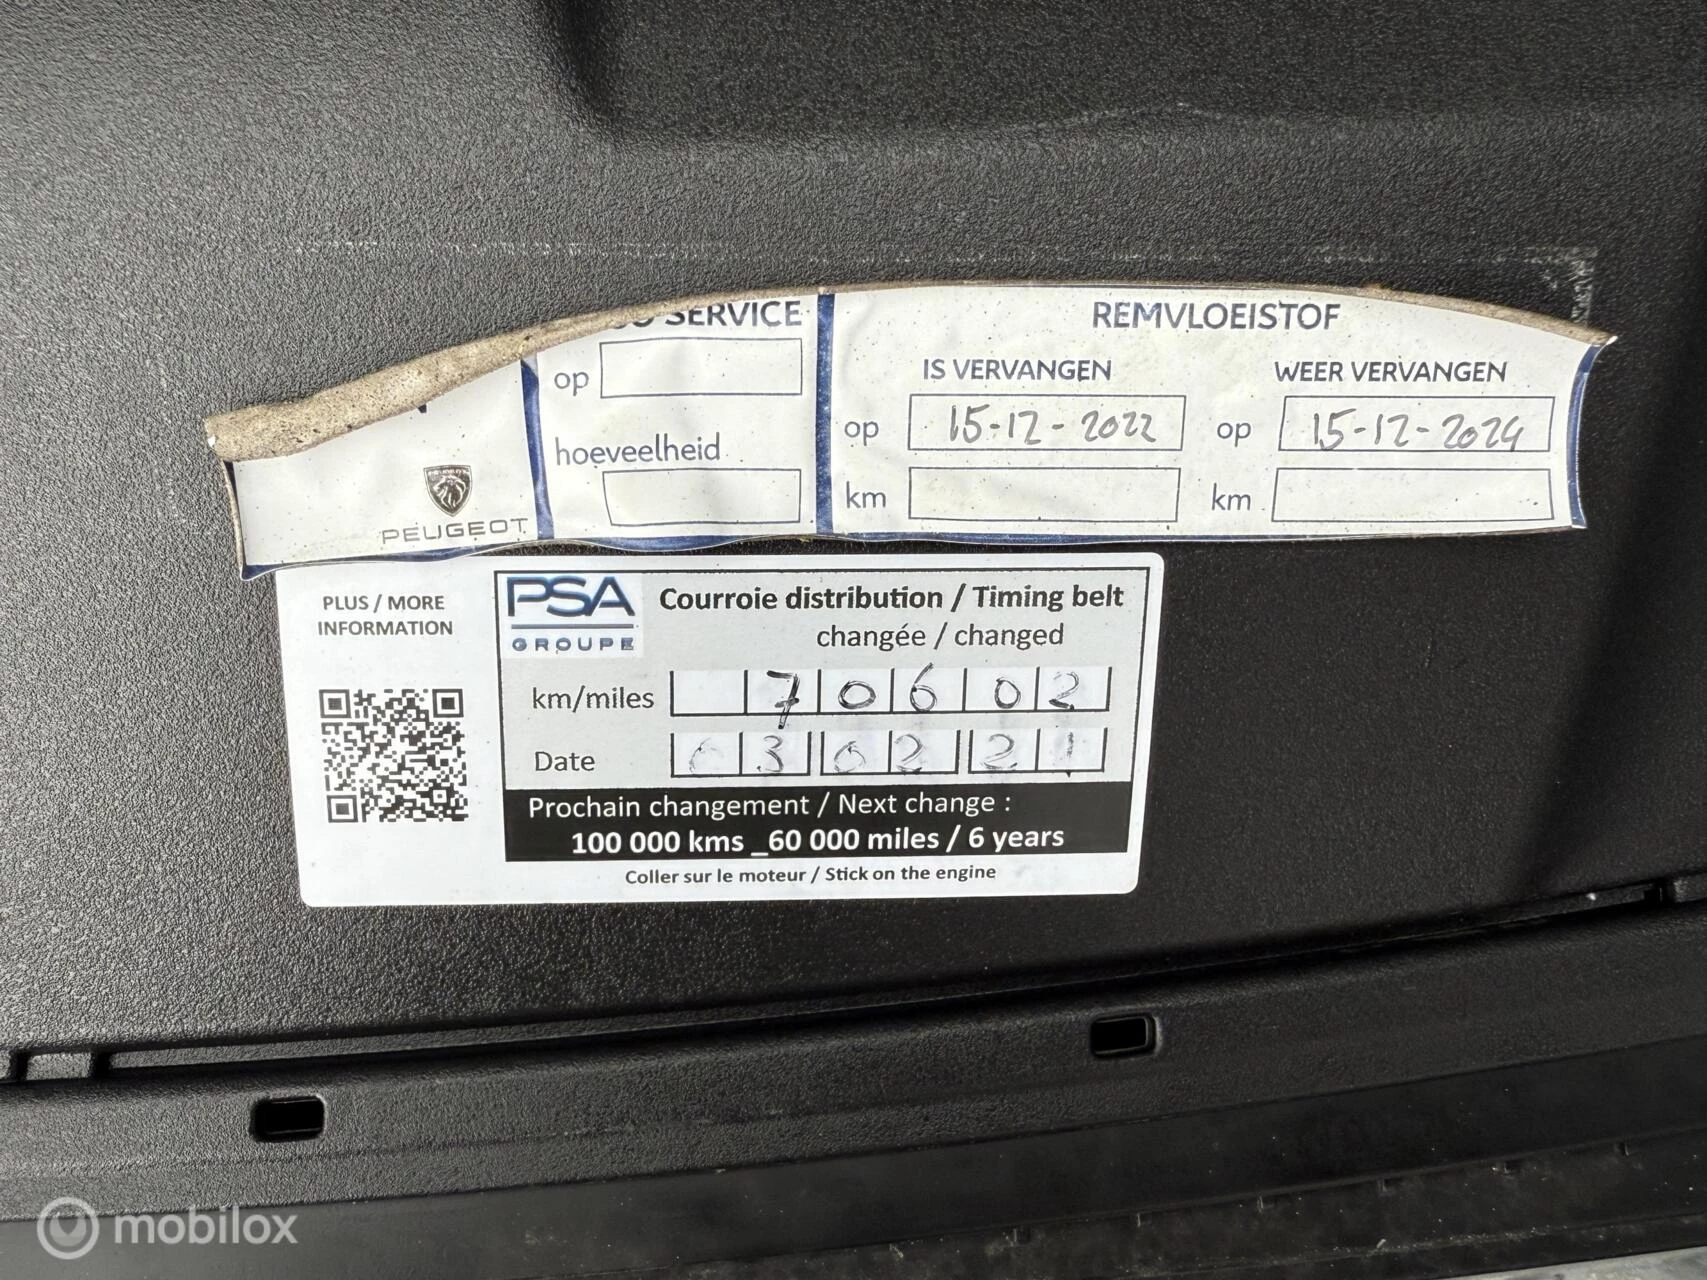 SERVICE
op
hoeveelheid
PEUGEOT
REMVLOEISTOF
IS VERVANGEN
WEER VERVANGEN
op 15-12-2022
op 15-12-2024
km
km
PLUS / MORE
INFORMATION
PSA
GROUPE
Courroie distribution / Timing belt
changée / changed
km/miles 70602
Date 030221
Prochain changement / Next change :
100 000 kms _60 000 miles / 6 years
Coller sur le moteur / Stick on the engine
mobilox